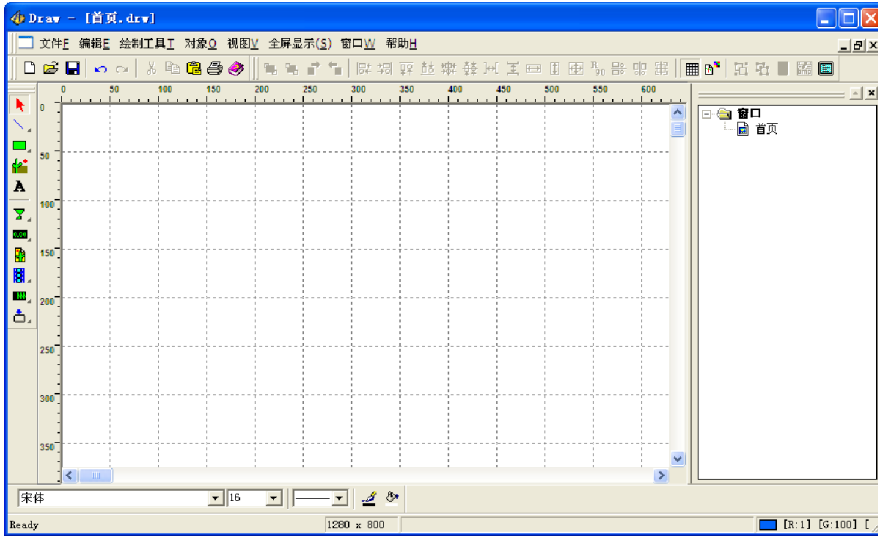 Draw - [首页.drw]
文件F 编辑E 绘制工具T 对象O 视图V 全屏显示(S) 窗口W 帮助H
0 50 100 150 200 250 300 350 400 450 500 550 600
0
50
100
150
200
250
300
350
A
窗口
首页
宋体 16
Ready 1280 x 800 [R:1] [G:100] [